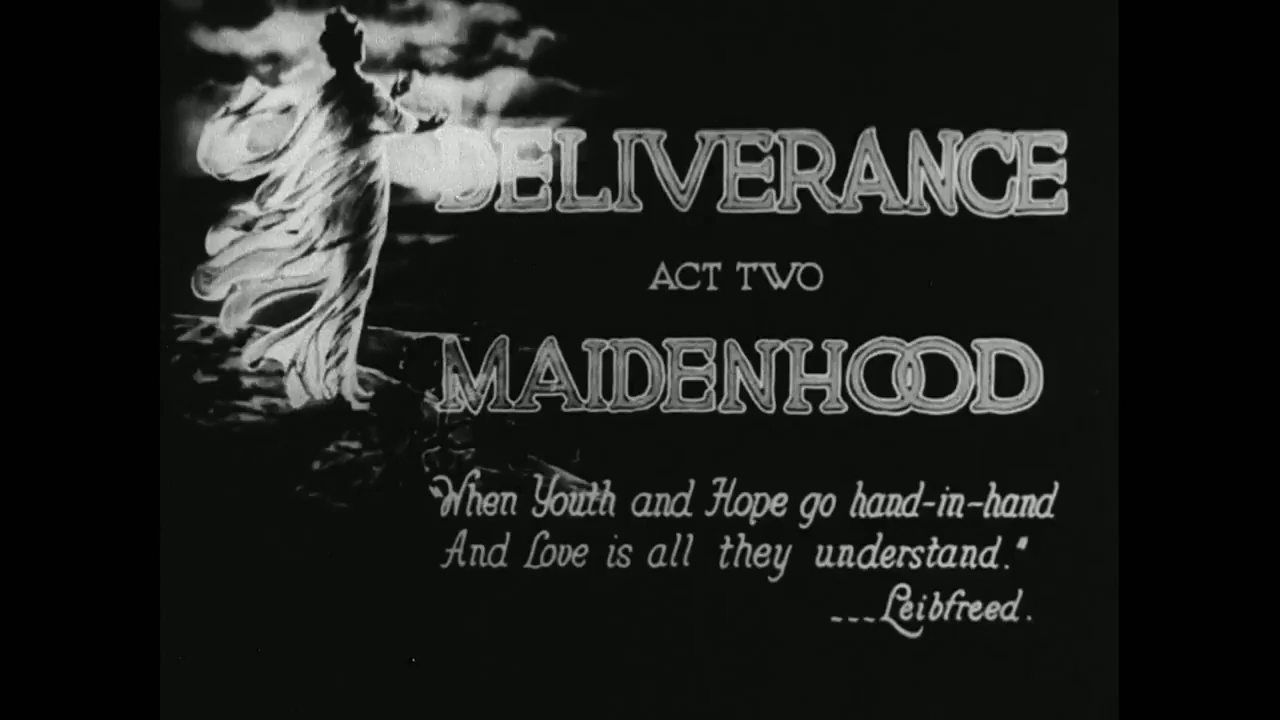 DELIVERANCE
ACT TWO
MAIDENHOOD
"When Youth and Hope go hand-in-hand
And Love is all they understand."
---Leibfreed.